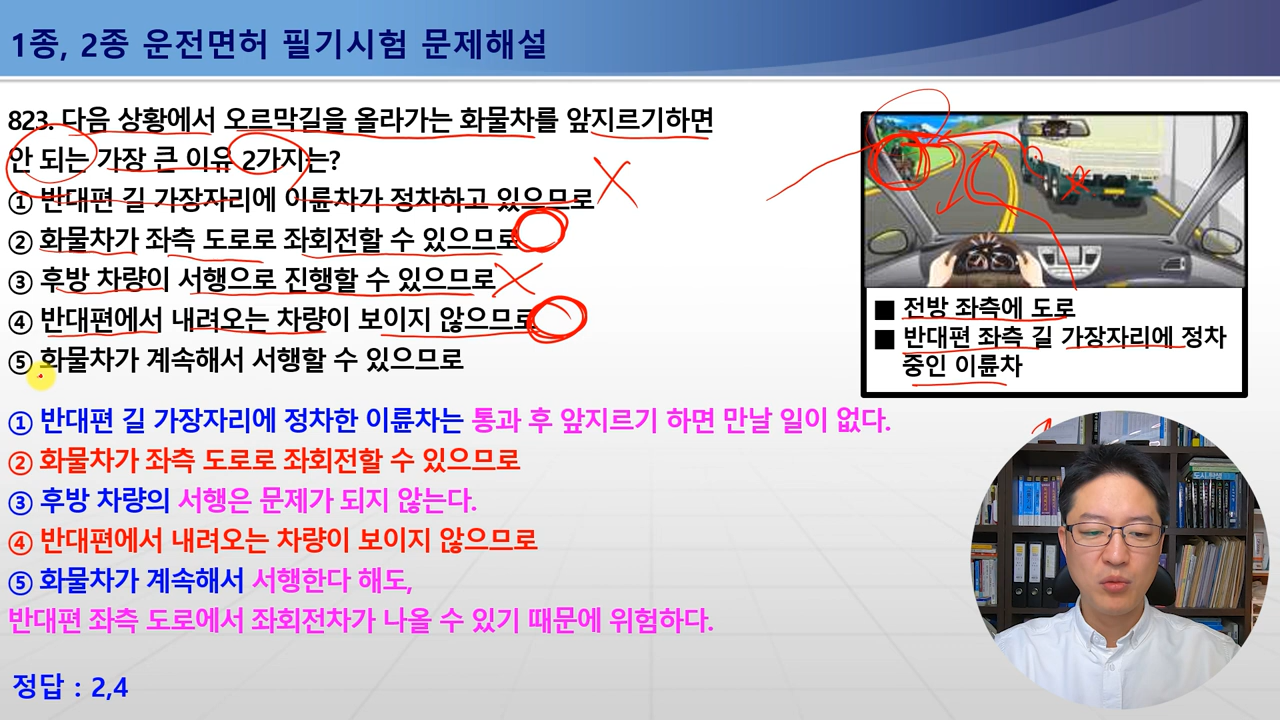 1종, 2종 운전면허 필기시험 문제해설
823. 다음 상황에서 오르막길을 올라가는 화물차를 앞지르기하면
안 되는 가장 큰 이유 2가지는?
① 반대편 길 가장자리에 이륜차가 정차하고 있으므로
② 화물차가 좌측 도로로 좌회전할 수 있으므로
③ 후방 차량이 서행으로 진행할 수 있으므로
④ 반대편에서 내려오는 차량이 보이지 않으므로
⑤ 화물차가 계속해서 서행할 수 있으므로
■ 전방 좌측에 도로
■ 반대편 좌측 길 가장자리에 정차
중인 이륜차
① 반대편 길 가장자리에 정차한 이륜차는 통과 후 앞지르기 하면 만날 일이 없다.
② 화물차가 좌측 도로로 좌회전할 수 있으므로
③ 후방 차량의 서행은 문제가 되지 않는다.
④ 반대편에서 내려오는 차량이 보이지 않으므로
⑤ 화물차가 계속해서 서행한다 해도,
반대편 좌측 도로에서 좌회전차가 나올 수 있기 때문에 위험하다.
정답 : 2,4